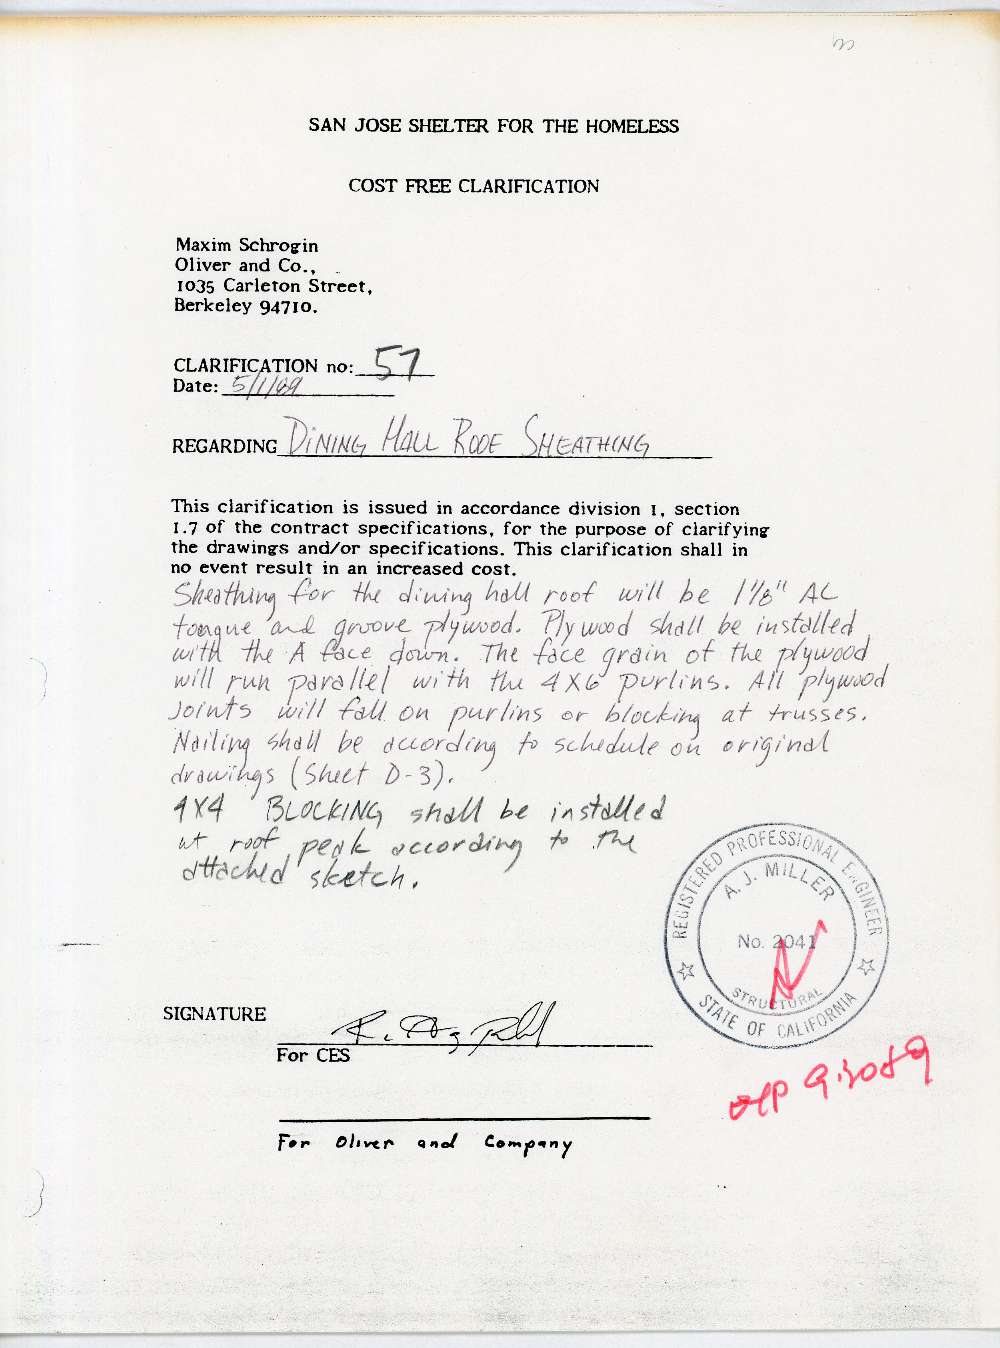 SAN JOSE SHELTER FOR THE HOMELESS
COST FREE CLARIFICATION
Maxim Schrogin
Oliver and Co.,
1035 Carleton Street,
Berkeley 94710.
CLARIFICATION no: 57
Date: 5/1/89
REGARDING DINING HALL ROOF SHEATHING
This clarification is issued in accordance division 1, section
1.7 of the contract specifications, for the purpose of clarifying
the drawings and/or specifications. This clarification shall in
no event result in an increased cost.
Sheathing for the dining hall roof will be 1 1/8" AC
tongue and groove plywood. Plywood shall be installed
with the A face down. The face grain of the plywood
will run parallel with the 4X6 purlins. All plywood
joints will fall on purlins or blocking at trusses.
Nailing shall be according to schedule on original
drawings (Sheet D-3).
4X4 BLOCKING shall be installed
at roof peak according to the
attached sketch.
REGISTERED PROFESSIONAL ENGINEER
A. J. MILLER
No. 2041
STRUCTURAL
STATE OF CALIFORNIA
SIGNATURE
For CES
For Oliver and Company